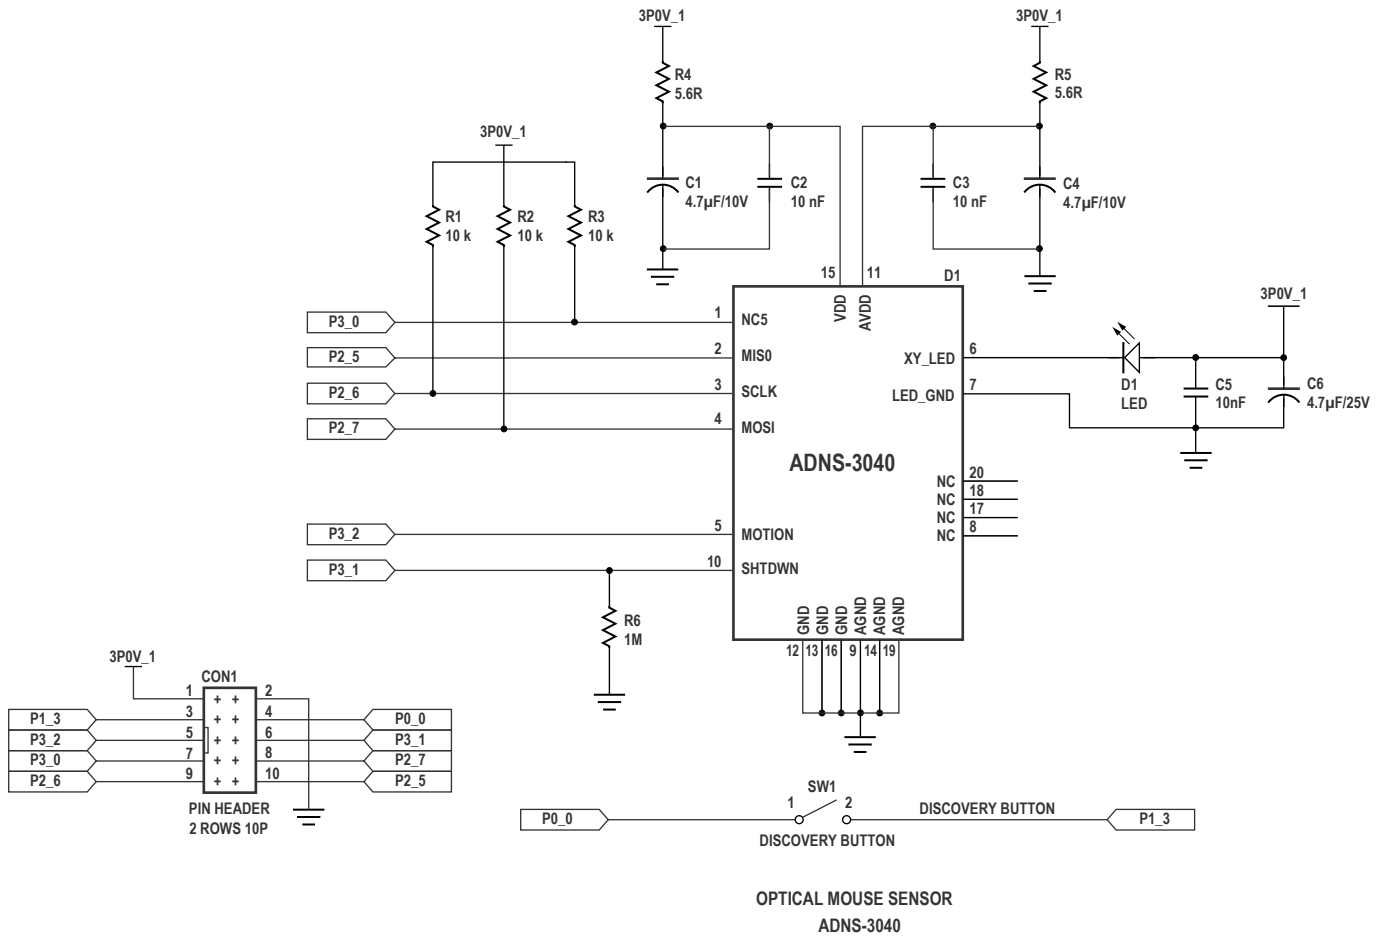 3P0V_1
3P0V_1
R4
5.6R
R5
5.6R
3P0V_1
C1
4.7µF/10V
C2
10 nF
C3
10 nF
C4
4.7µF/10V
R1
10 k
R2
10 k
R3
10 k
15
11
D1
VDD
AVDD
3P0V_1
P3_0
1
NC5
P2_5
2
MIS0
XY_LED
6
P2_6
3
SCLK
LED_GND
7
D1
LED
C5
10nF
C6
4.7µF/25V
P2_7
4
MOSI
ADNS-3040
NC
20
NC
18
NC
17
NC
8
P3_2
5
MOTION
P3_1
10
SHTDWN
R6
1M
GND
GND
GND
AGND
AGND
AGND
12
13
16
9
14
19
3P0V_1
CON1
1
2
P1_3
3
4
P0_0
P3_2
5
6
P3_1
P3_0
7
8
P2_7
P2_6
9
10
P2_5
PIN HEADER
2 ROWS 10P
SW1
1
2
P0_0
DISCOVERY BUTTON
P1_3
DISCOVERY BUTTON
OPTICAL MOUSE SENSOR
ADNS-3040